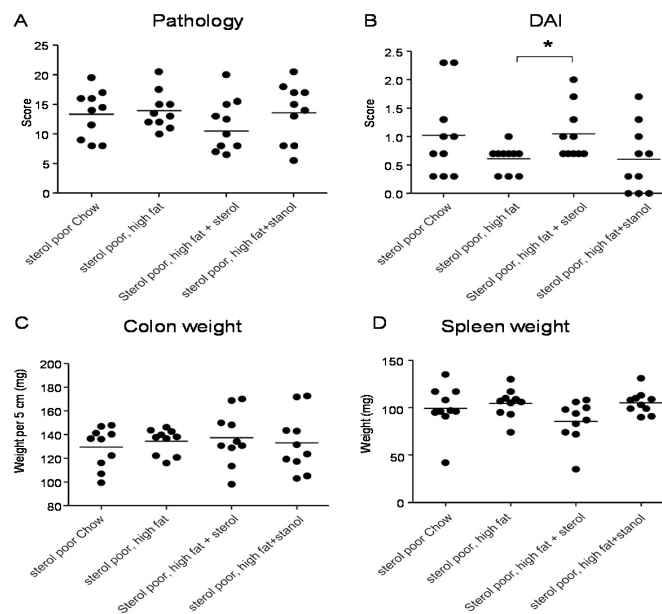 A
Pathology
Score
25
20
15
10
5
0
sterol poor Chow
sterol poor, high fat
Sterol poor, high fat + sterol
sterol poor, high fat+stanol
B
DAI
*
Score
2.5
2.0
1.5
1.0
0.5
0.0
sterol poor Chow
sterol poor, high fat
Sterol poor, high fat + sterol
sterol poor, high fat+stanol
C
Colon weight
Weight per 5 cm (mg)
200
180
160
140
120
100
80
sterol poor Chow
sterol poor, high fat
Sterol poor, high fat + sterol
sterol poor, high fat+stanol
D
Spleen weight
Weight (mg)
150
100
50
0
sterol poor Chow
sterol poor, high fat
Sterol poor, high fat + sterol
sterol poor, high fat+stanol